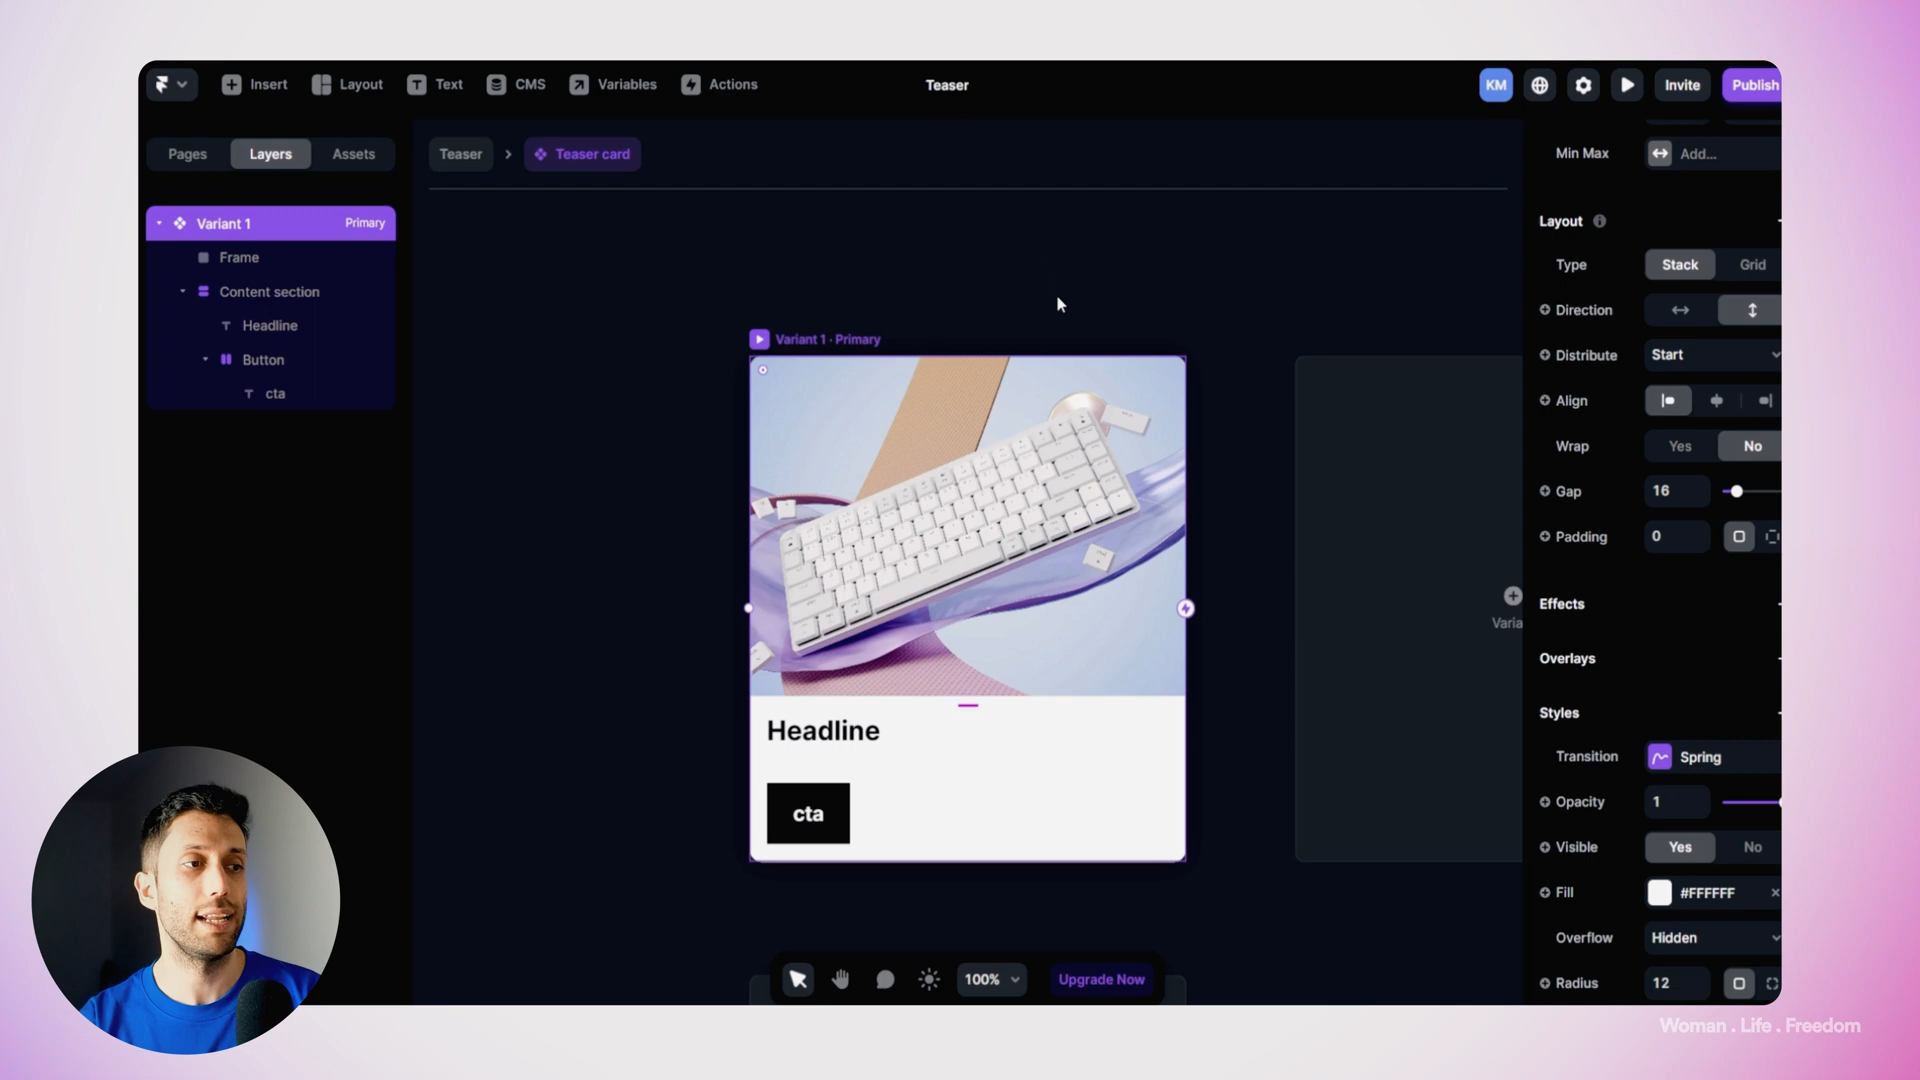 Insert Layout Text CMS Variables Actions
Teaser
KM Invite Publish
Pages Layers Assets
Teaser Teaser card
Variant 1 Primary
Frame
Content section
Headline
Button
cta
Variant 1 · Primary
Headline
cta
Varia
100% Upgrade Now
Min Max Add...
Layout
Type Stack Grid
Direction
Distribute Start
Align
Wrap Yes No
Gap 16
Padding 0
Effects
Overlays
Styles
Transition Spring
Opacity 1
Visible Yes No
Fill #FFFFFF
Overflow Hidden
Radius 12
Woman . Life . Freedom